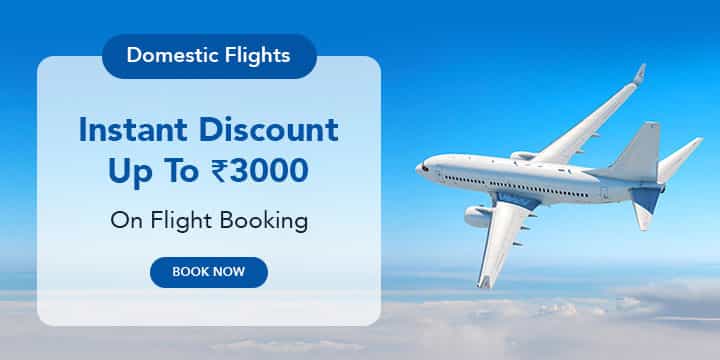 Domestic Flights
Instant Discount
Up To ₹3000
On Flight Booking
BOOK NOW